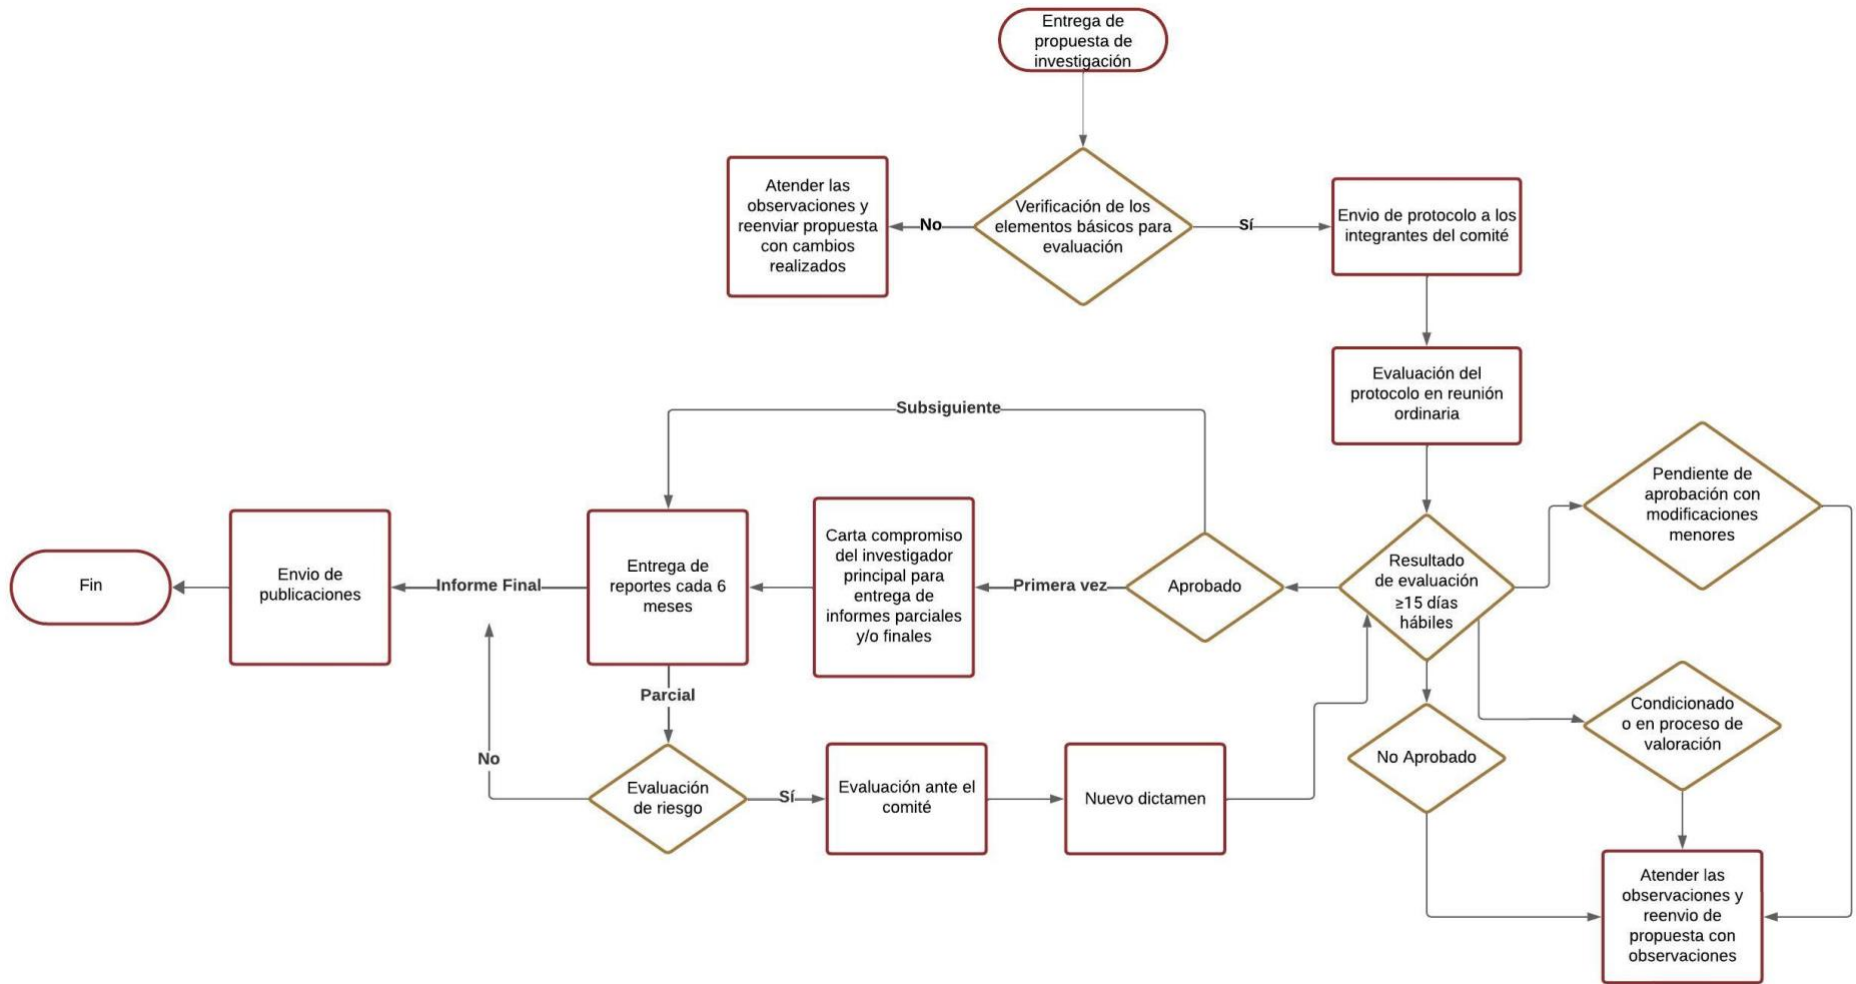 Entrega de
propuesta de
investigación
Atender las
observaciones y
reenviar propuesta
con cambios
realizados
No
Verificación de los
elementos básicos para
evaluación
Sí
Envio de protocolo a los
integrantes del comité
Evaluación del
protocolo en reunión
ordinaria
Subsiguiente
Pendiente de
aprobación con
modificaciones
menores
Fin
Envio de
publicaciones
Informe Final
Entrega de
reportes cada 6
meses
Carta compromiso
del investigador
principal para
entrega de
informes parciales
y/o finales
Primera vez
Aprobado
Resultado
de evaluación
≥15 días
hábiles
Parcial
Condicionado
o en proceso de
valoración
No
No Aprobado
Evaluación
de riesgo
Sí
Evaluación ante el
comité
Nuevo dictamen
Atender las
observaciones y
reenvio de
propuesta con
observaciones